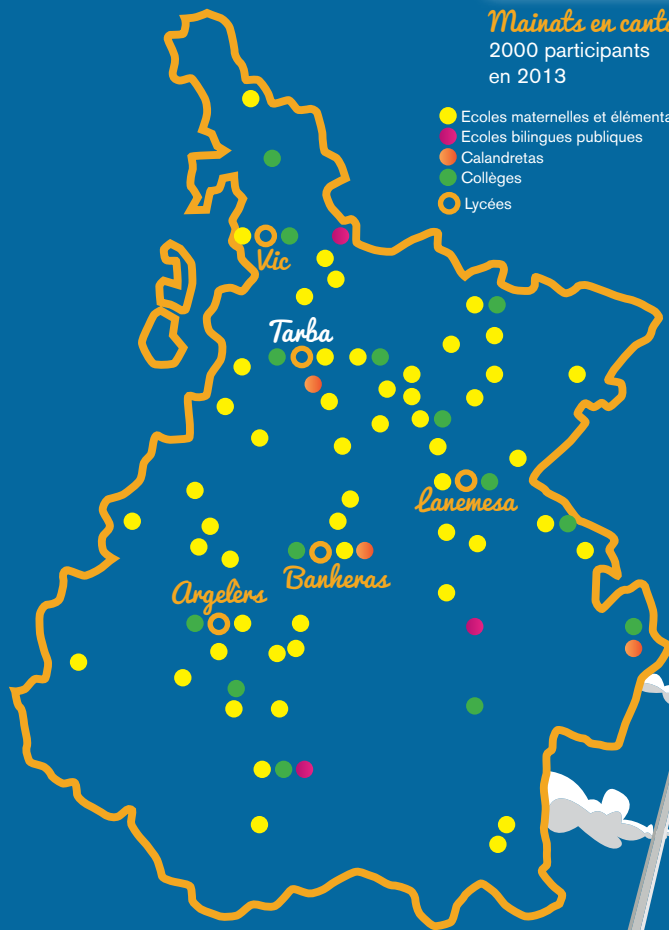 Mainats en canta
2000 participants
en 2013
Ecoles maternelles et élémenta
Ecoles bilingues publiques
Calandretas
Collèges
Lycées
Vic
Tarba
Lanemesa
Banheras
Argelèrs